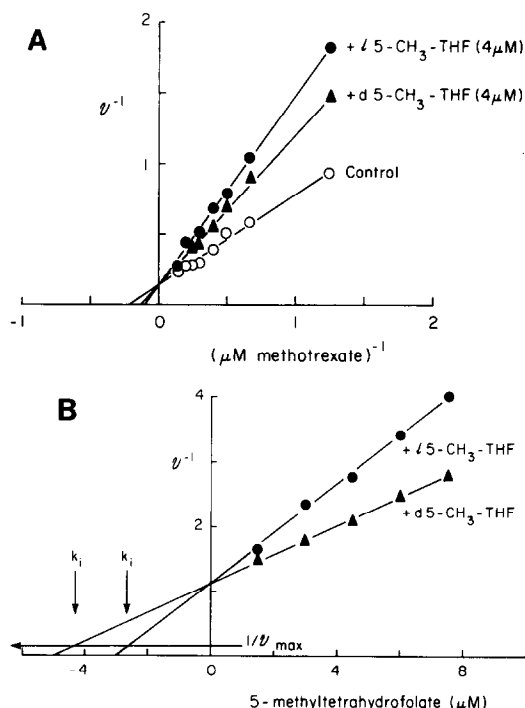 A
2
+ l 5-CH₃-THF (4μM)
+ d 5-CH₃-THF (4μM)
υ⁻¹
1
Control
-1 0 1 2
(μM methotrexate)⁻¹
B
4
υ⁻¹
+ l 5-CH₃-THF
+ d 5-CH₃-THF
2
kᵢ kᵢ
1/υ max
-4 0 4 8
5-methyltetrahydrofolate (μM)